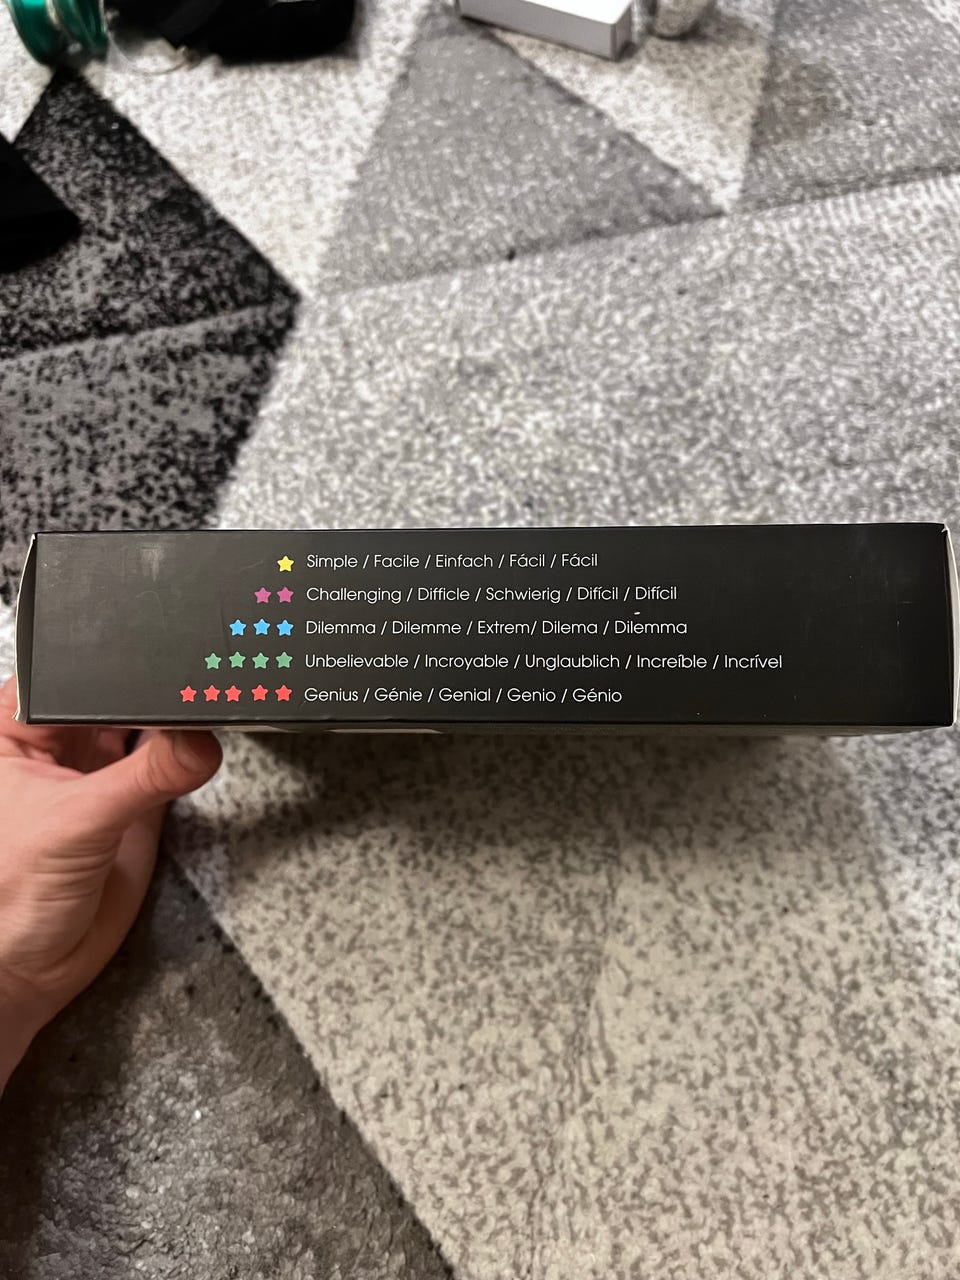 Simple / Facile / Einfach / Fácil / Fácil
Challenging / Difficle / Schwierig / Difícil / Difícil
Dilemma / Dilemme / Extrem/ Dilema / Dilemma
Unbelievable / Incroyable / Unglaublich / Increíble / Incrível
Genius / Génie / Genial / Genio / Génio